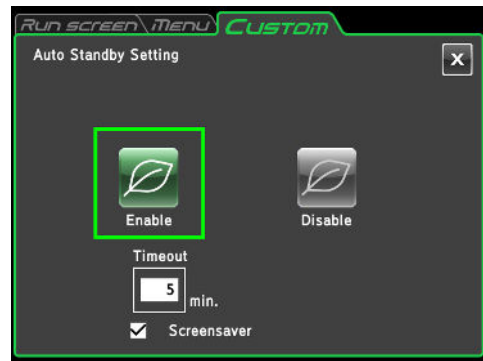 Run screen Menu Custom
Auto Standby Setting
X
Enable Disable
Timeout
5 min.
Screensaver